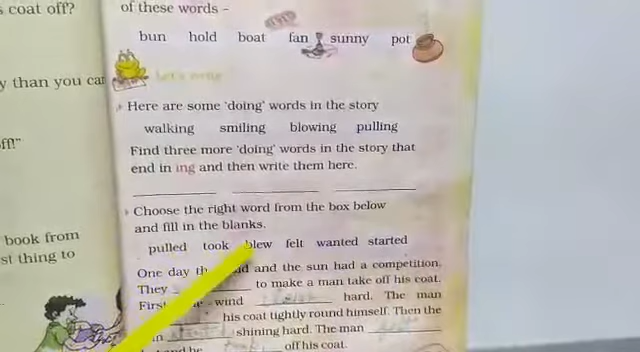 s coat off?
y than you can
off!"
book from
st thing to
of these words –
bun hold boat fan sunny pot
Let's write
Here are some 'doing' words in the story
walking smiling blowing pulling
Find three more 'doing' words in the story that
end in ing and then write them here.
Choose the right word from the box below
and fill in the blanks.
pulled took blew felt wanted started
One day and the sun had a competition.
They to make a man take off his coat.
First wind hard. The man
his coat tightly round himself. Then the
shining hard. The man
off his coat.